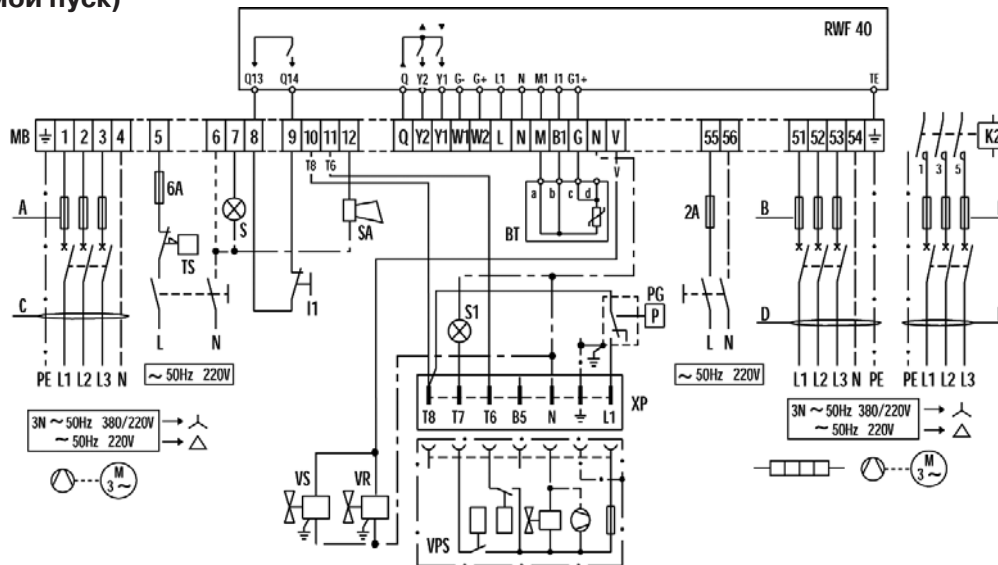 мой пуск)
RWF 40
Q13 Q14 Q Y2 Y1 G- G+ L1 N M1 I1 G1+ TE
MB 1 2 3 4 5 6 7 8 9 10 11 12 Q Y2 Y1 W1 W2 L N M B1 G N V 55 56 51 52 53 54 K2
T8 T6 V 1 3 5
A 6A S SA a b c d BT 2A B
TS
C I1 S1 PG P D
L N L N
PE L1 L2 L3 N ~ 50Hz 220V ~ 50Hz 220V L1 L2 L3 N PE PE L1 L2 L3
T8 T7 T6 B5 N L1 XP
3N ~ 50Hz 380/220V
~ 50Hz 220V
3N ~ 50Hz 380/220V
~ 50Hz 220V
M
3 ~
VS VR
VPS
M
3 ~